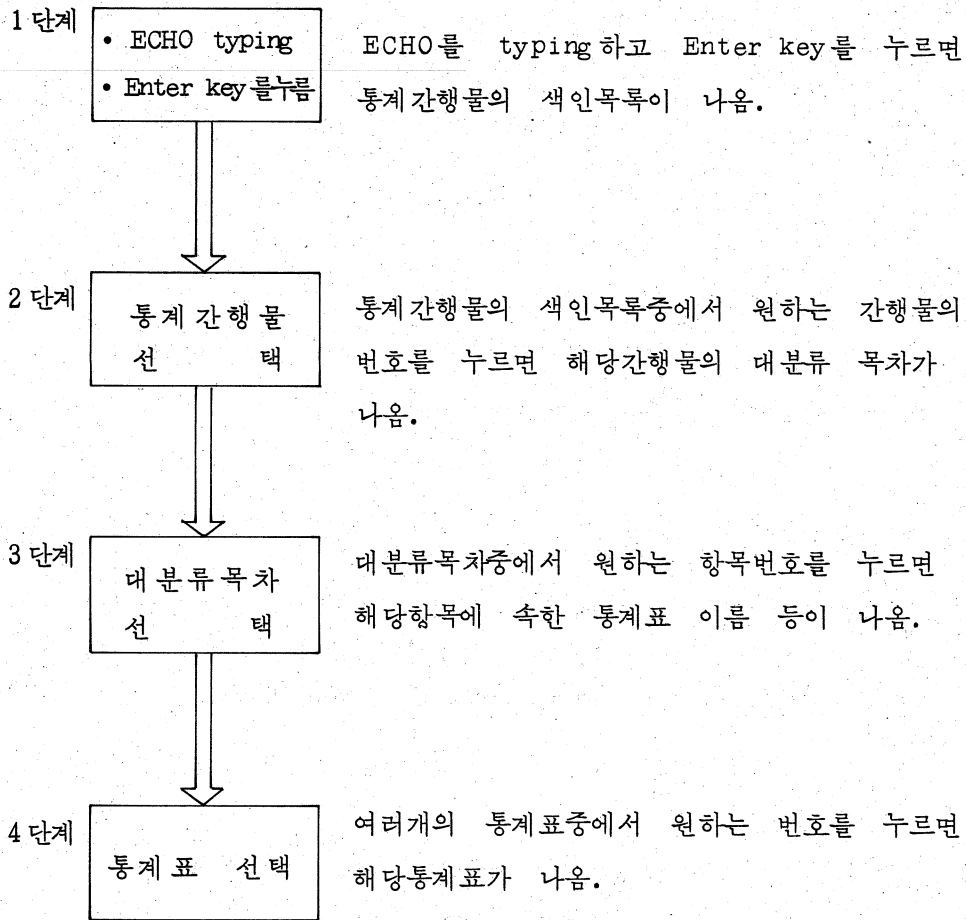 1 단계
• ECHO typing
• Enter key를누름
ECHO를 typing하고 Enter key를 누르면
통계간행물의 색인목록이 나옴.
2 단계
통계간행물
선 택
통계간행물의 색인목록중에서 원하는 간행물의
번호를 누르면 해당간행물의 대분류 목차가
나옴.
3 단계
대분류목차
선 택
대분류목차중에서 원하는 항목번호를 누르면
해당항목에 속한 통계표 이름 등이 나옴.
4 단계
통계표 선택
여러개의 통계표중에서 원하는 번호를 누르면
해당통계표가 나옴.